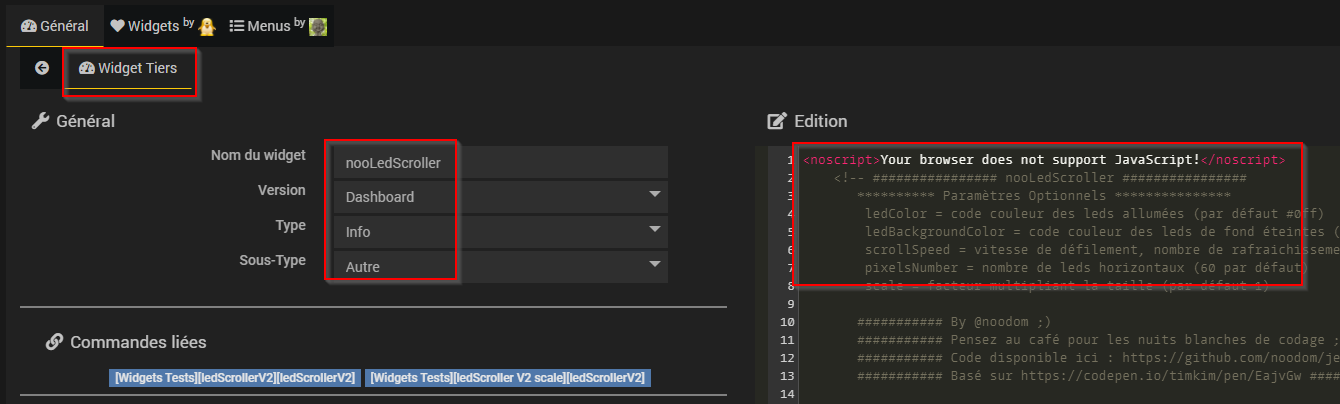 Général Widgets by Menus by
Widget Tiers
Général
Nom du widget nooLedScroller
Version Dashboard
Type Info
Sous-Type Autre
Commandes liées
[Widgets Tests][ledScrollerV2][ledScrollerV2] [Widgets Tests][ledScroller V2 scale][ledScrollerV2]
Edition
1 <noscript>Your browser does not support JavaScript!</noscript>
2 <!-- ################ nooLedScroller ################
3 ********** Paramètres Optionnels ***************
4 ledColor = code couleur des leds allumées (par défaut #0ff)
5 ledBackgroundColor = code couleur des leds de fond éteintes (
6 scrollSpeed = vitesse de défilement, nombre de rafraichisseme
7 pixelsNumber = nombre de leds horizontaux (60 par défaut)
8 scale = facteur multipliant la taille (par défaut 1)
9
10 ########### By @noodom ;)
11 ########### Pensez au café pour les nuits blanches de codage ;
12 ########### Code disponible ici : https://github.com/noodom/je
13 ########### Basé sur https://codepen.io/timkim/pen/EajvGw ####
14